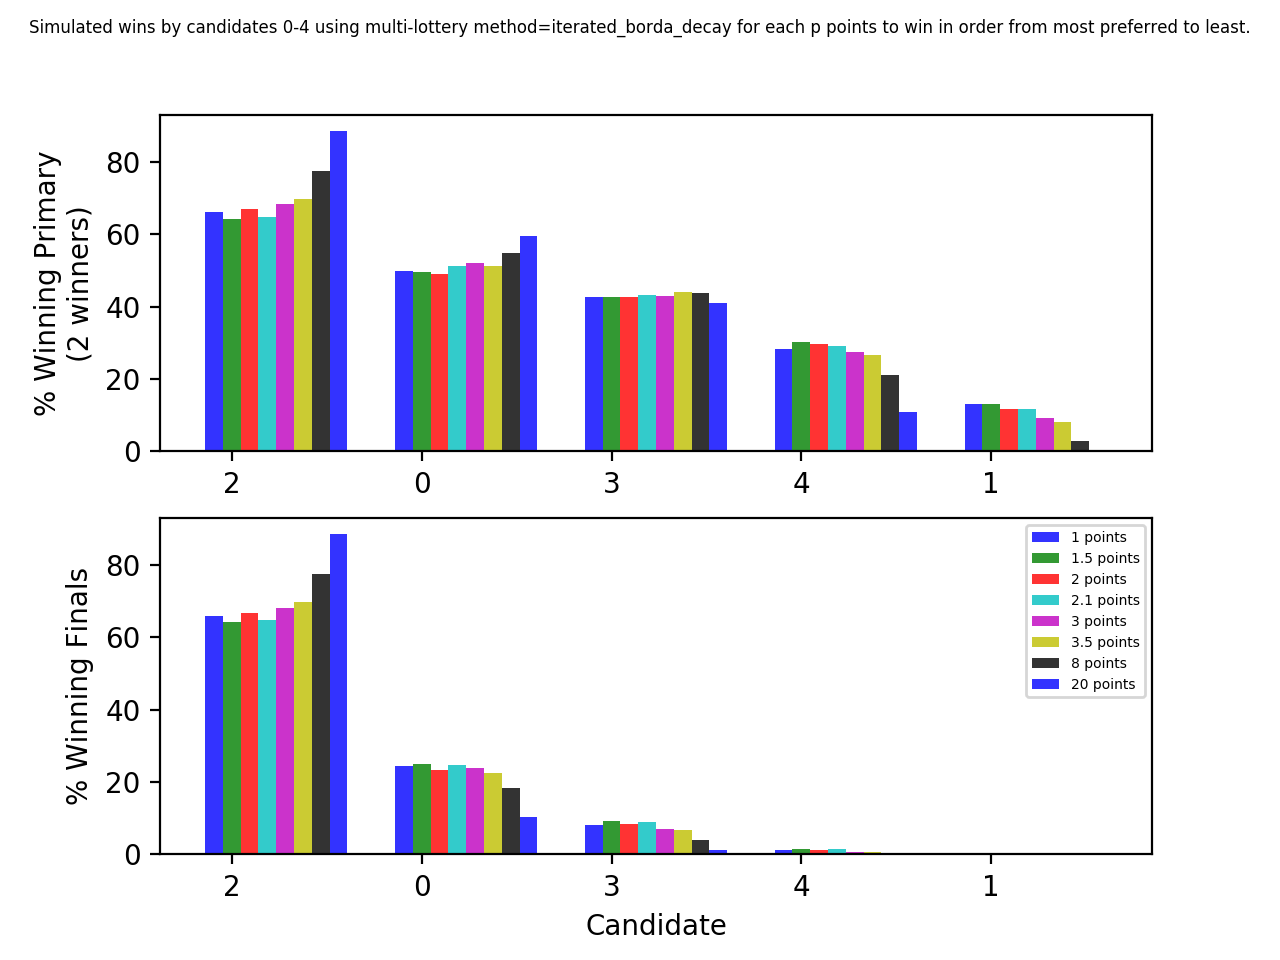 Simulated wins by candidates 0-4 using multi-lottery method=iterated_borda_decay for each p points to win in order from most preferred to least.
% Winning Primary
(2 winners)
80
60
40
20
0
2 0 3 4 1
% Winning Finals
80
60
40
20
0
1 points
1.5 points
2 points
2.1 points
3 points
3.5 points
8 points
20 points
2 0 3 4 1
Candidate